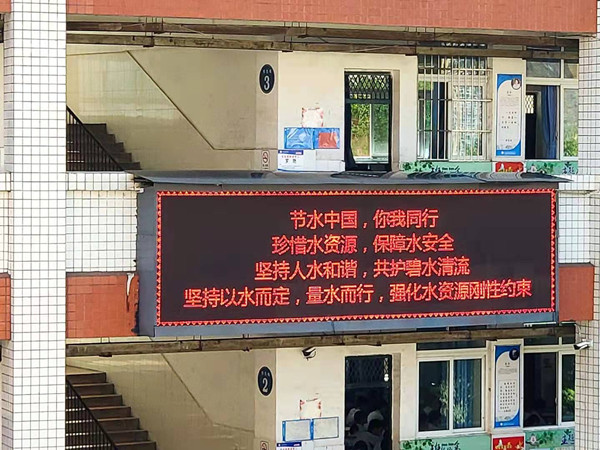 3
节水中国，你我同行
珍惜水资源，保障水安全
坚持人水和谐，共护碧水清流
坚持以水而定，量水而行，强化水资源刚性约束
2